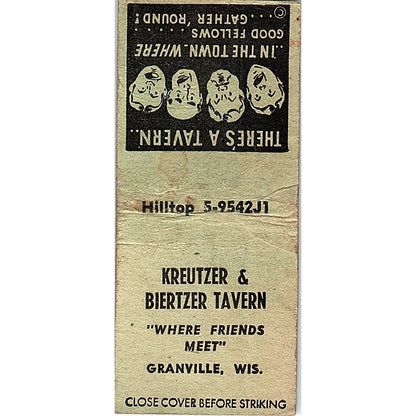 THERE'S A TAVERN..
..IN THE TOWN..WHERE
GOOD FELLOWS......
....GATHER 'ROUND!
©
Hilltop 5-9542J1
KREUTZER &
BIERTZER TAVERN
"WHERE FRIENDS
MEET"
GRANVILLE, WIS.
CLOSE COVER BEFORE STRIKING